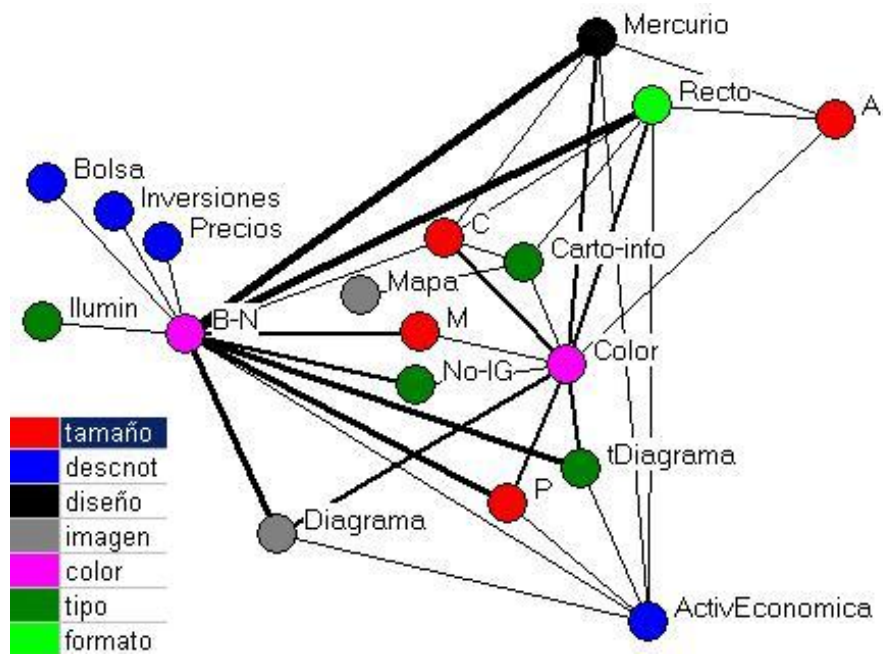 Mercurio
Recto
A
Bolsa
Inversiones
Precios
C
Carto-info
Mapa
Ilumin
B-N
M
Color
No-IG
tDiagrama
P
Diagrama
ActivEconomica
tamaño
descnot
diseño
imagen
color
tipo
formato